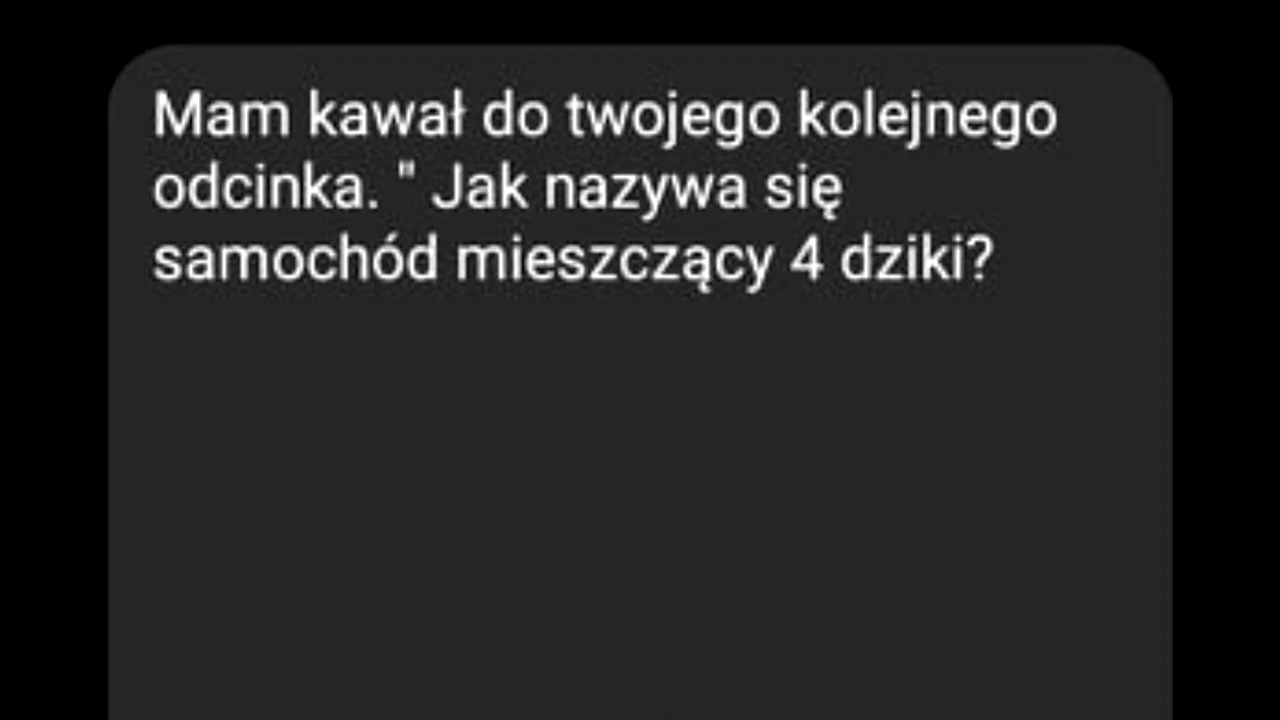 Mam kawał do twojego kolejnego
odcinka. " Jak nazywa się
samochód mieszczący 4 dziki?